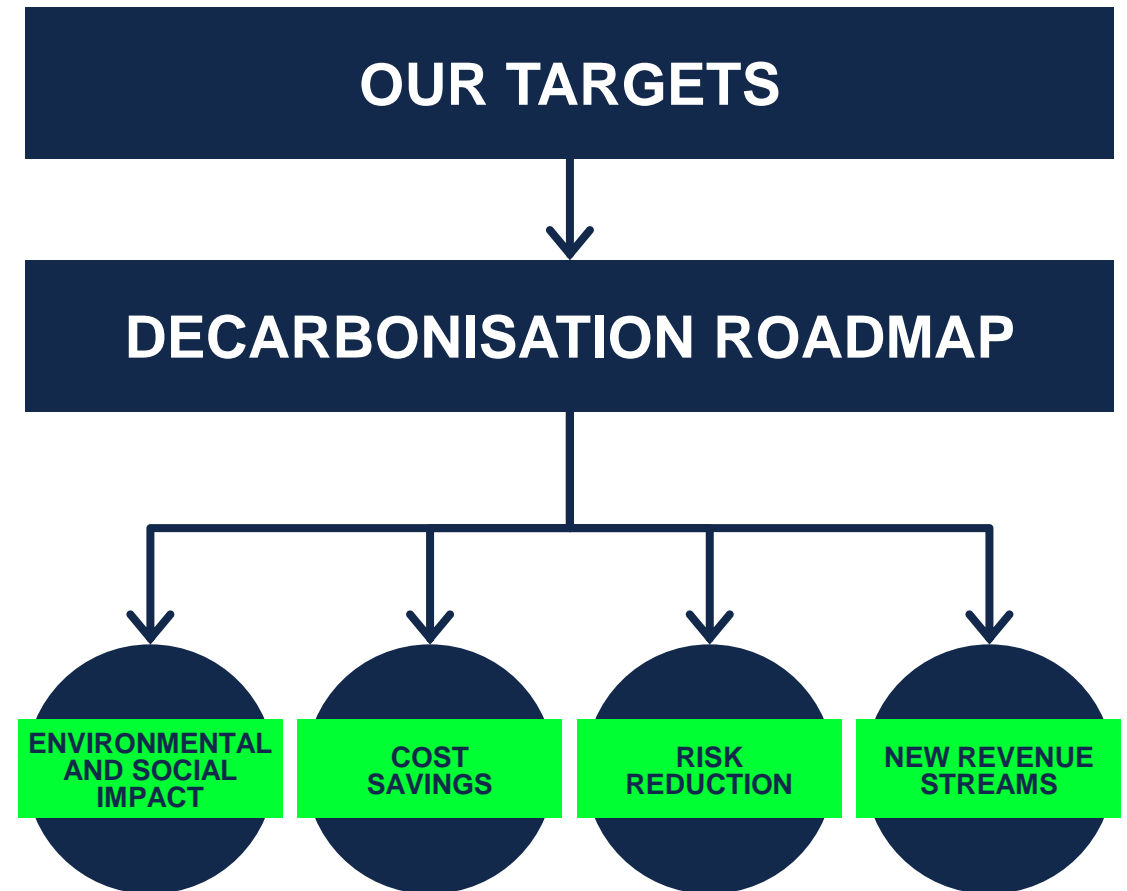 OUR TARGETS
DECARBONISATION ROADMAP
ENVIRONMENTAL
AND SOCIAL
IMPACT
COST
SAVINGS
RISK
REDUCTION
NEW REVENUE
STREAMS